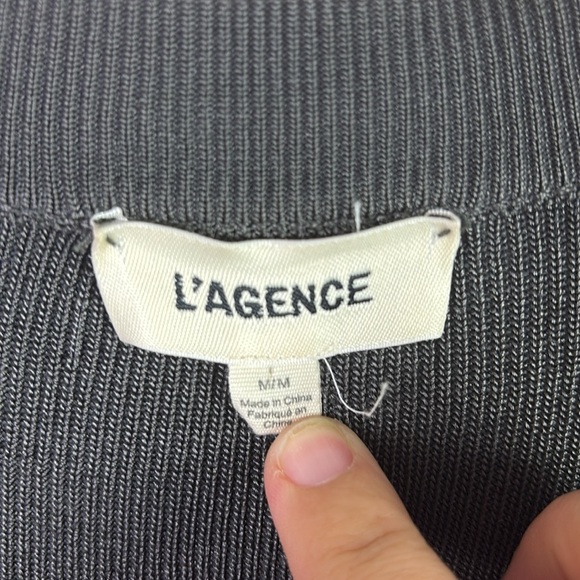 L'AGENCE
M/M
Made in China
Fabriqué en
Chine